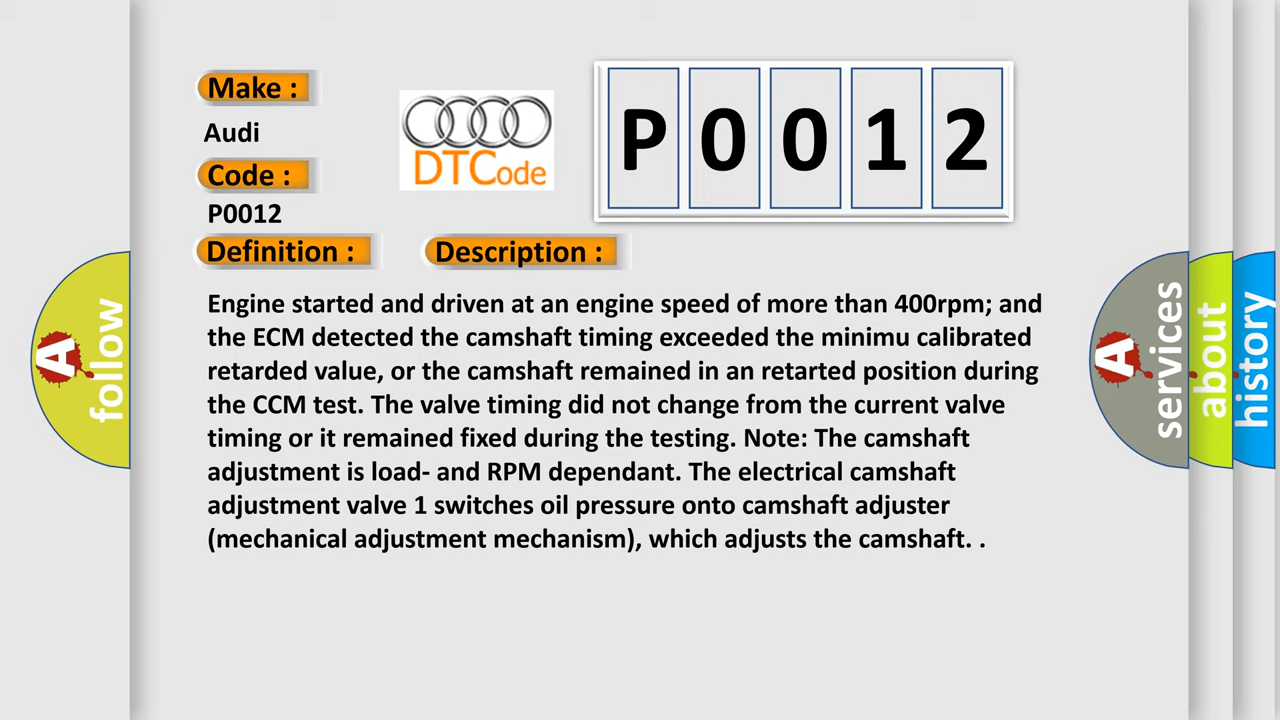 Make :
Audi
Code :
P0012
DTCode
P0012
Definition :
Description :
Engine started and driven at an engine speed of more than 400rpm; and
the ECM detected the camshaft timing exceeded the minimu calibrated
retarded value, or the camshaft remained in an retarted position during
the CCM test. The valve timing did not change from the current valve
timing or it remained fixed during the testing. Note: The camshaft
adjustment is load- and RPM dependant. The electrical camshaft
adjustment valve 1 switches oil pressure onto camshaft adjuster
(mechanical adjustment mechanism), which adjusts the camshaft. .
A follow
A services
about
history